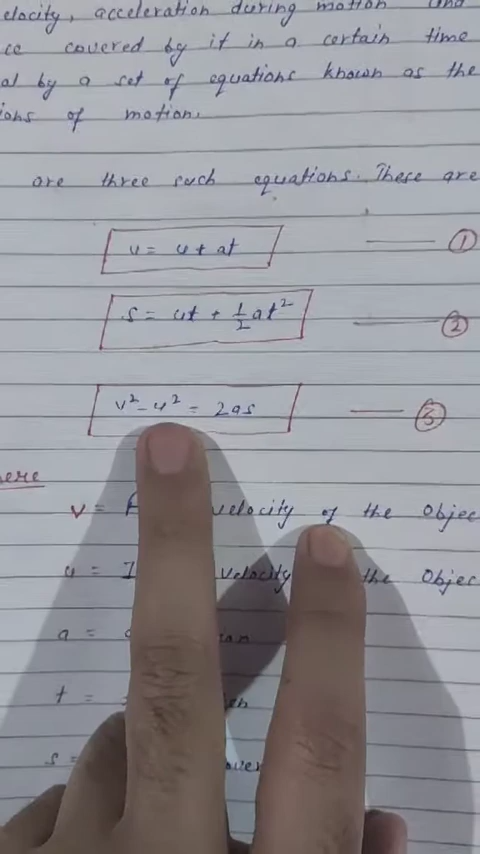 elocity, acceleration during motion and
ce covered by it in a certain time
al by a set of equations known as the
ions of motion.
are three such equations. These are
v = u + at ①
s = ut + 1/2 at² ②
v² - u² = 2as ③
ere
v = F velocity of the Objec
u = I velocity the Objec
a =
t =
s =